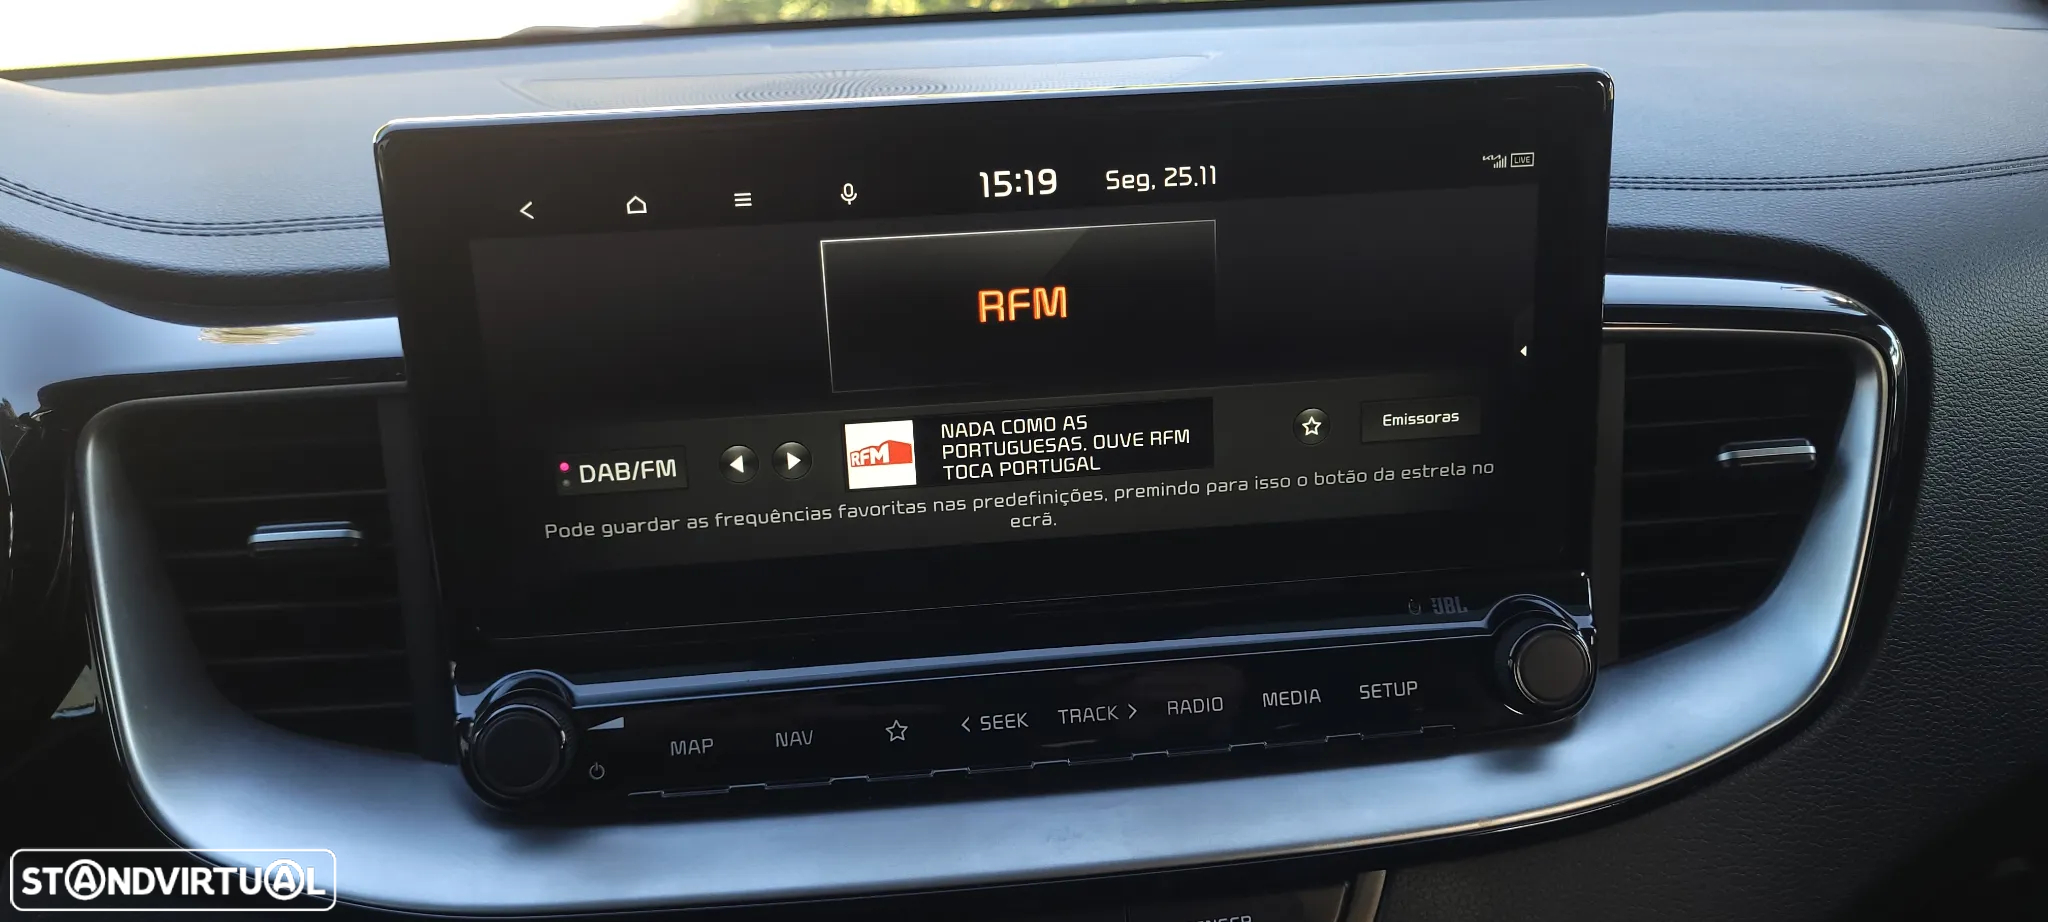 15:19 Seg, 25.11
KIA LIVE
RFM
DAB/FM
RFM
NADA COMO AS
PORTUGUESAS. OUVE RFM
TOCA PORTUGAL
Emissoras
Pode guardar as frequências favoritas nas predefinições, premindo para isso o botão da estrela no
ecrã.
JBL
MAP NAV < SEEK TRACK > RADIO MEDIA SETUP
STANDVIRTUAL